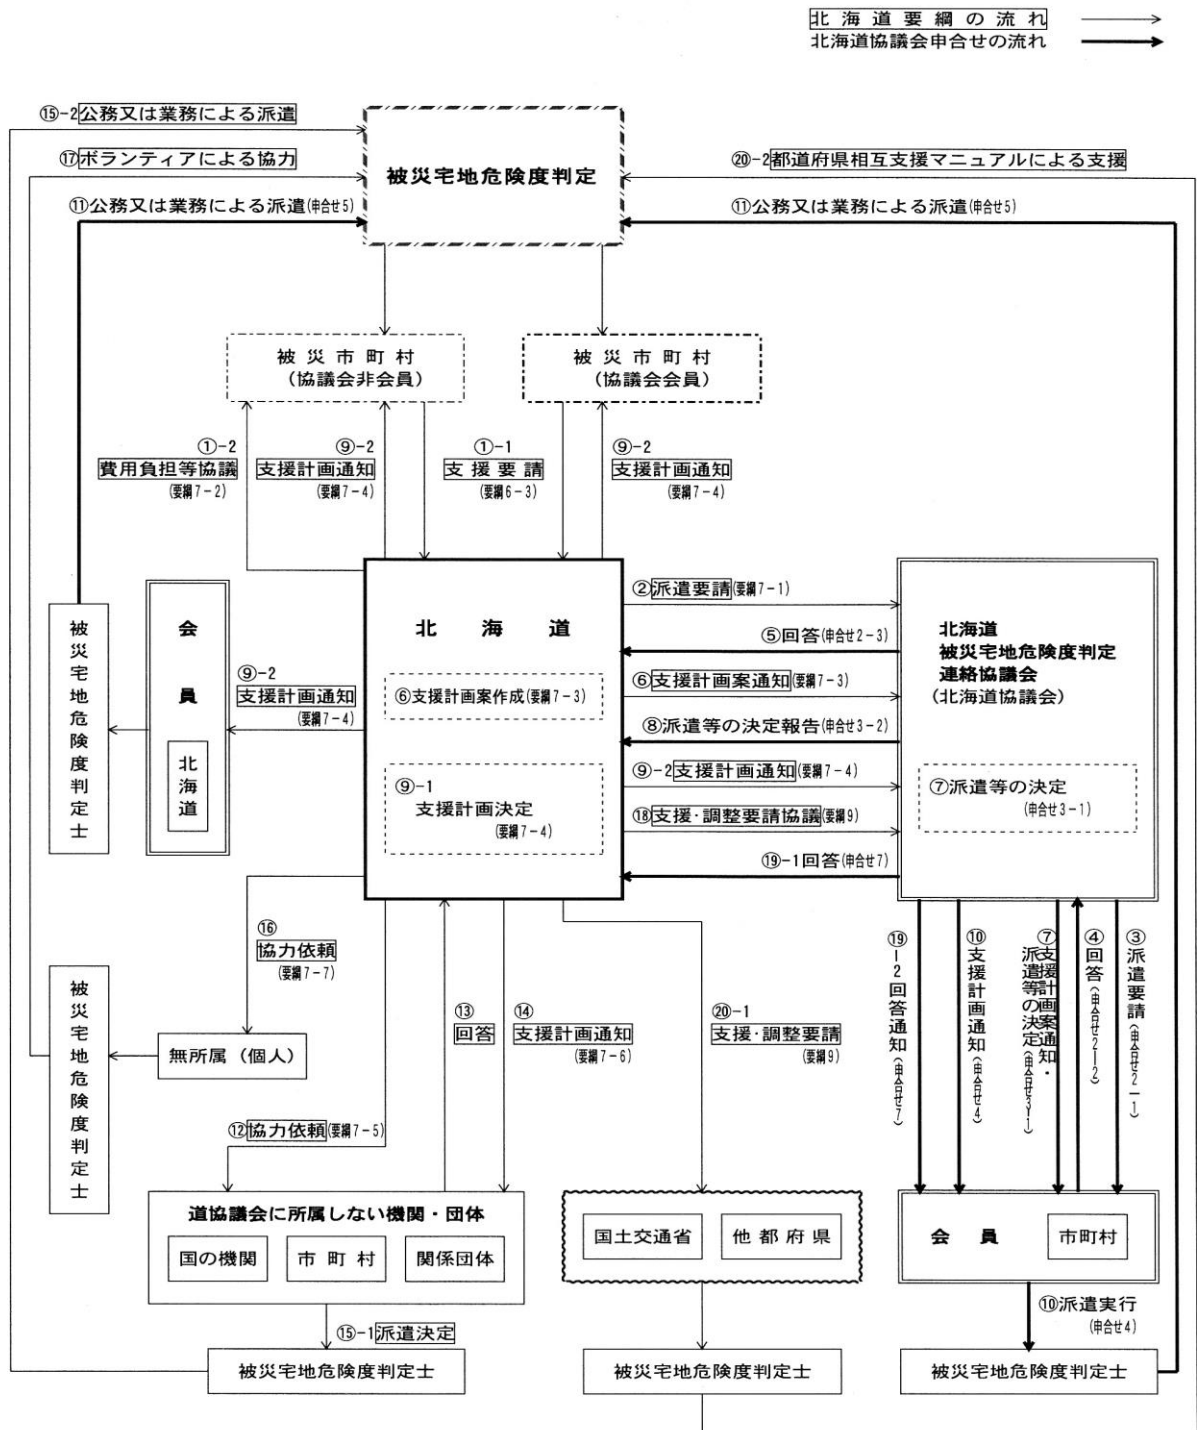 北海道要綱の流れ
北海道協議会申合せの流れ
⑮-2公務又は業務による派遣
⑰ボランティアによる協力
⑪公務又は業務による派遣(申合せ5)
被災宅地危険度判定
⑳-2都道府県相互支援マニュアルによる支援
⑪公務又は業務による派遣(申合せ5)
被災市町村
(協議会非会員)
被災市町村
(協議会会員)
①-2
費用負担等協議
(要綱7-2)
⑨-2
支援計画通知
(要綱7-4)
①-1
支援要請
(要綱6-3)
⑨-2
支援計画通知
(要綱7-4)
被災宅地危険度判定士
会員
北海道
⑨-2
支援計画通知
(要綱7-4)
北海道
⑥支援計画案作成(要綱7-3)
⑨-1
支援計画決定
(要綱7-4)
②派遣要請(要綱7-1)
⑤回答(申合せ2-3)
⑥支援計画案通知(要綱7-3)
⑧派遣等の決定報告(申合せ3-2)
⑨-2支援計画通知(要綱7-4)
⑱支援・調整要請協議(要綱9)
⑲-1回答(申合せ7)
北海道
被災宅地危険度判定
連絡協議会
(北海道協議会)
⑦派遣等の決定
(申合せ3-1)
⑯
協力依頼
(要綱7-7)
被災宅地危険度判定士
無所属(個人)
⑫協力依頼(要綱7-5)
⑬
回答
⑭
支援計画通知
(要綱7-6)
⑳-1
支援・調整要請
(要綱9)
⑲-2回答通知(申合せ7)
⑩支援計画通知(申合せ4)
⑦支援計画案通知・
派遣等の決定(申合せ3-1)
④回答(申合せ2-2)
③派遣要請(申合せ2-1)
道協議会に所属しない機関・団体
国の機関
市町村
関係団体
国土交通省
他都府県
会員
市町村
⑮-1派遣決定
⑩派遣実行
(申合せ4)
被災宅地危険度判定士
被災宅地危険度判定士
被災宅地危険度判定士